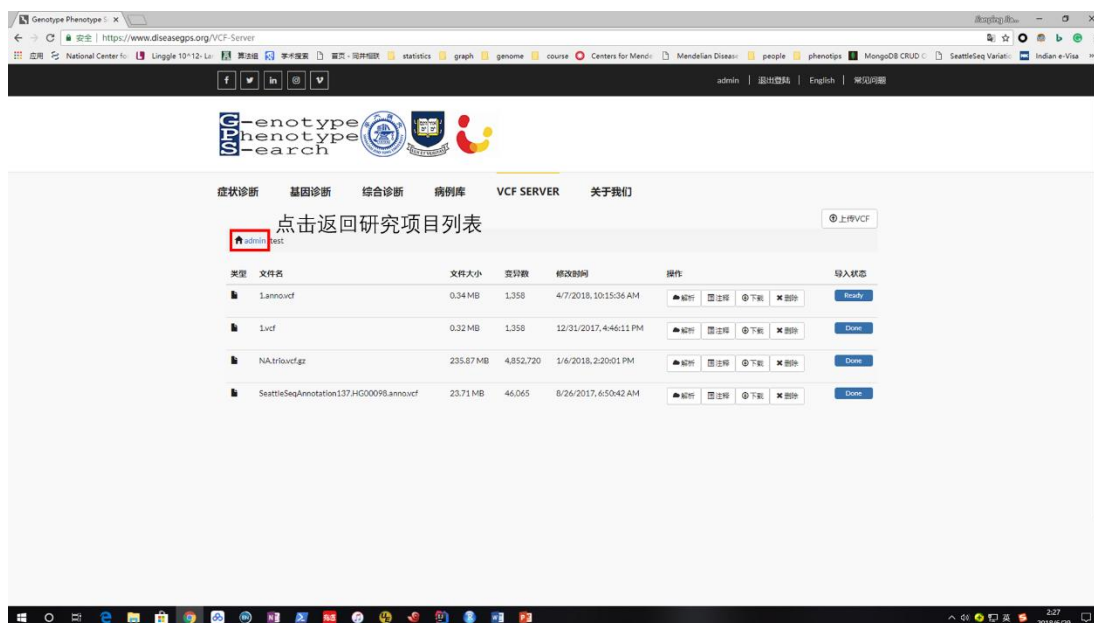 Genotype Phenotype S
安全 | https://www.diseasegps.org/VCF-Server
应用 National Center fo Linggle 10^12- La 算法组 学术搜索 首页 - 同井相联 statistics graph genome course Centers for Mende Mendelian Disease people phenotips MongoDB CRUD O SeattleSeq Variatio Indian e-Visa
admin | 退出登陆 | English | 常见问题
G-enotype
Phenotype
S-earch
症状诊断 基因诊断 综合诊断 病例库 VCF SERVER 关于我们
点击返回研究项目列表
上传VCF
admin test
类型 文件名 文件大小 变异数 修改时间 操作 导入状态
1.anno.vcf 0.34 MB 1,358 4/7/2018, 10:15:36 AM 解析 注释 下载 删除 Ready
1.vcf 0.32 MB 1,358 12/31/2017, 4:46:11 PM 解析 注释 下载 删除 Done
NA.trio.vcf.gz 235.87 MB 4,852,720 1/6/2018, 2:20:01 PM 解析 注释 下载 删除 Done
SeattleSeqAnnotation137.HG00098.anno.vcf 23.71 MB 46,065 8/26/2017, 6:50:42 AM 解析 注释 下载 删除 Done
英 2:27